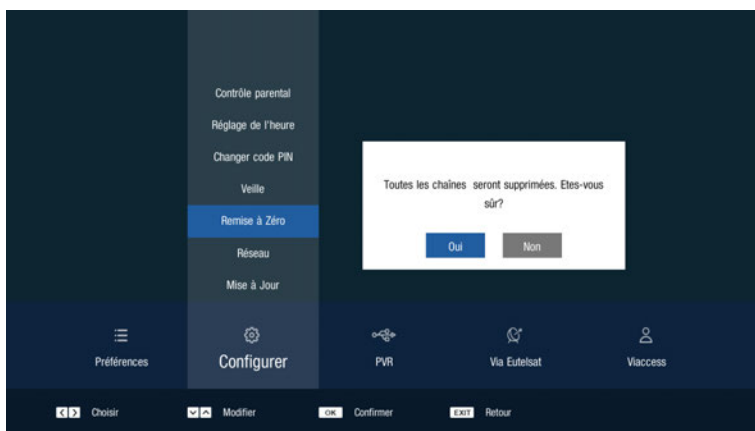 Contrôle parental
Réglage de l'heure
Changer code PIN
Veille
Remise à Zéro
Réseau
Mise à Jour
Toutes les chaînes seront supprimées. Etes-vous
sûr?
Oui Non
Préférences Configurer PVR Via Eutelsat Viaccess
Choisir Modifier OK Confirmer EXIT Retour